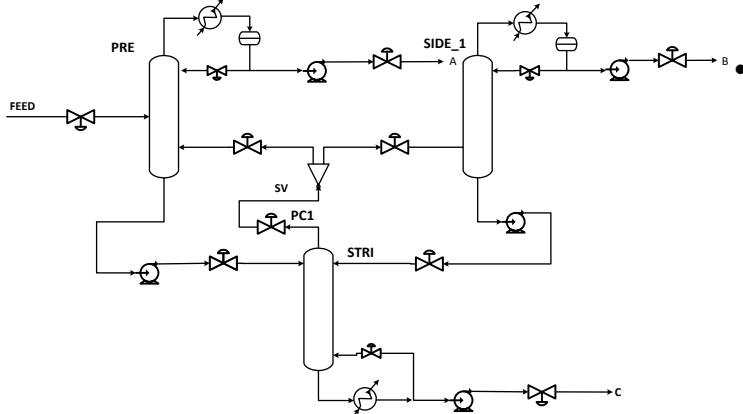 PRE
SIDE_1
A
B
FEED
SV
PC1
STRI
C